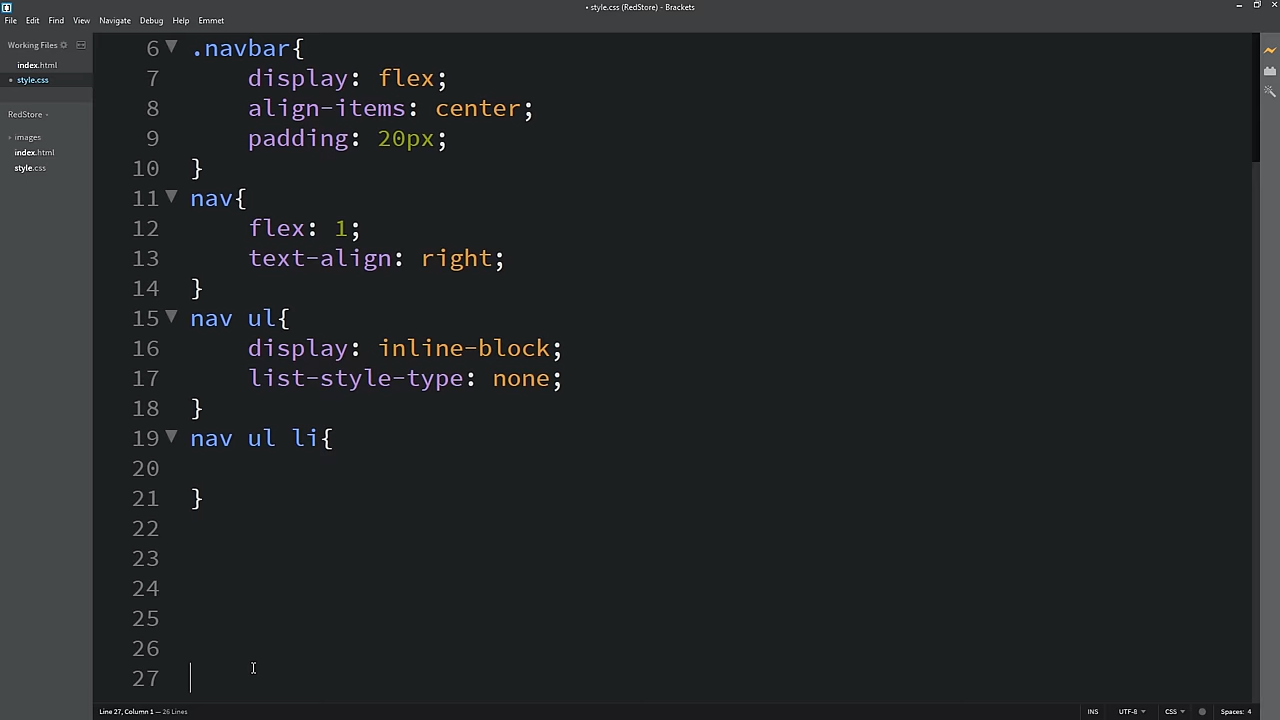 • style.css (RedStore) - Brackets
File Edit Find View Navigate Debug Help Emmet
Working Files
index.html
• style.css
RedStore
images
index.html
style.css
6 .navbar{
7 display: flex;
8 align-items: center;
9 padding: 20px;
10 }
11 nav{
12 flex: 1;
13 text-align: right;
14 }
15 nav ul{
16 display: inline-block;
17 list-style-type: none;
18 }
19 nav ul li{
20
21 }
22
23
24
25
26
27
Line 27, Column 1 — 26 Lines
INS UTF-8 CSS Spaces: 4